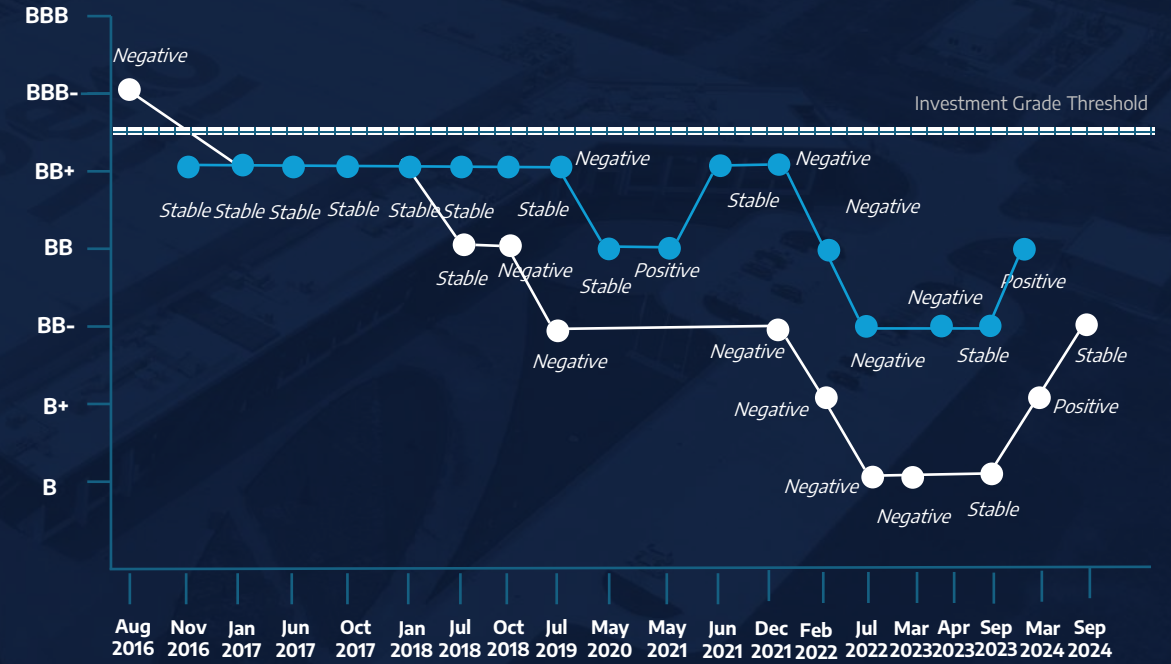 BBB
Negative
BBB-
Investment Grade Threshold
BB+
Negative
Negative
Stable Stable Stable Stable Stable Stable Stable
Stable
Negative
BB
Stable
Negative
Stable
Positive
Positive
Negative
BB-
Negative
Negative
Negative
Stable
Stable
B+
Negative
Positive
B
Negative
Negative
Stable
Aug Nov Jan Jun Oct Jan Jul Oct Jul May May Jun Dec Feb Jul Mar Apr Sep Mar Sep
2016 2016 2017 2017 2017 2018 2018 2018 2019 2020 2021 2021 2021 2022 2022 2023 2023 2023 2024 2024